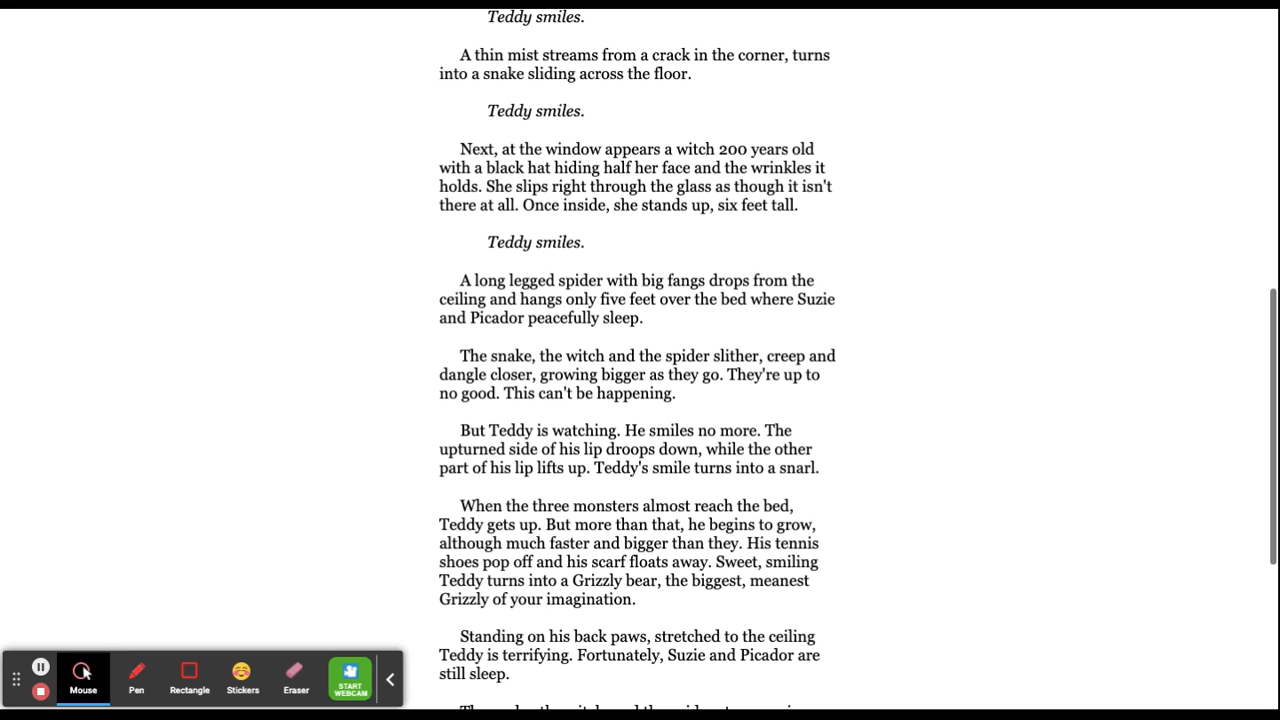 Teddy smiles.
A thin mist streams from a crack in the corner, turns
into a snake sliding across the floor.
Teddy smiles.
Next, at the window appears a witch 200 years old
with a black hat hiding half her face and the wrinkles it
holds. She slips right through the glass as though it isn't
there at all. Once inside, she stands up, six feet tall.
Teddy smiles.
A long legged spider with big fangs drops from the
ceiling and hangs only five feet over the bed where Suzie
and Picador peacefully sleep.
The snake, the witch and the spider slither, creep and
dangle closer, growing bigger as they go. They're up to
no good. This can't be happening.
But Teddy is watching. He smiles no more. The
upturned side of his lip droops down, while the other
part of his lip lifts up. Teddy's smile turns into a snarl.
When the three monsters almost reach the bed,
Teddy gets up. But more than that, he begins to grow,
although much faster and bigger than they. His tennis
shoes pop off and his scarf floats away. Sweet, smiling
Teddy turns into a Grizzly bear, the biggest, meanest
Grizzly of your imagination.
Standing on his back paws, stretched to the ceiling
Teddy is terrifying. Fortunately, Suzie and Picador are
still sleep.
Mouse
Pen
Rectangle
Stickers
Eraser
START
WEBCAM